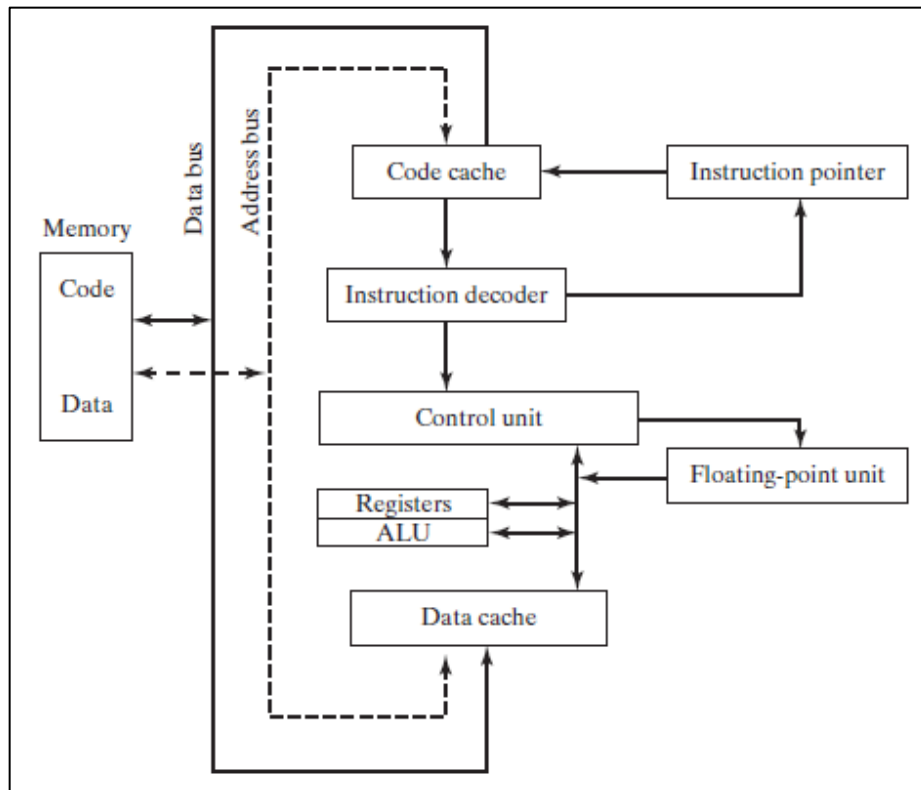 Data bus
Address bus
Code cache
Instruction pointer
Memory
Code
Instruction decoder
Data
Control unit
Floating-point unit
Registers
ALU
Data cache